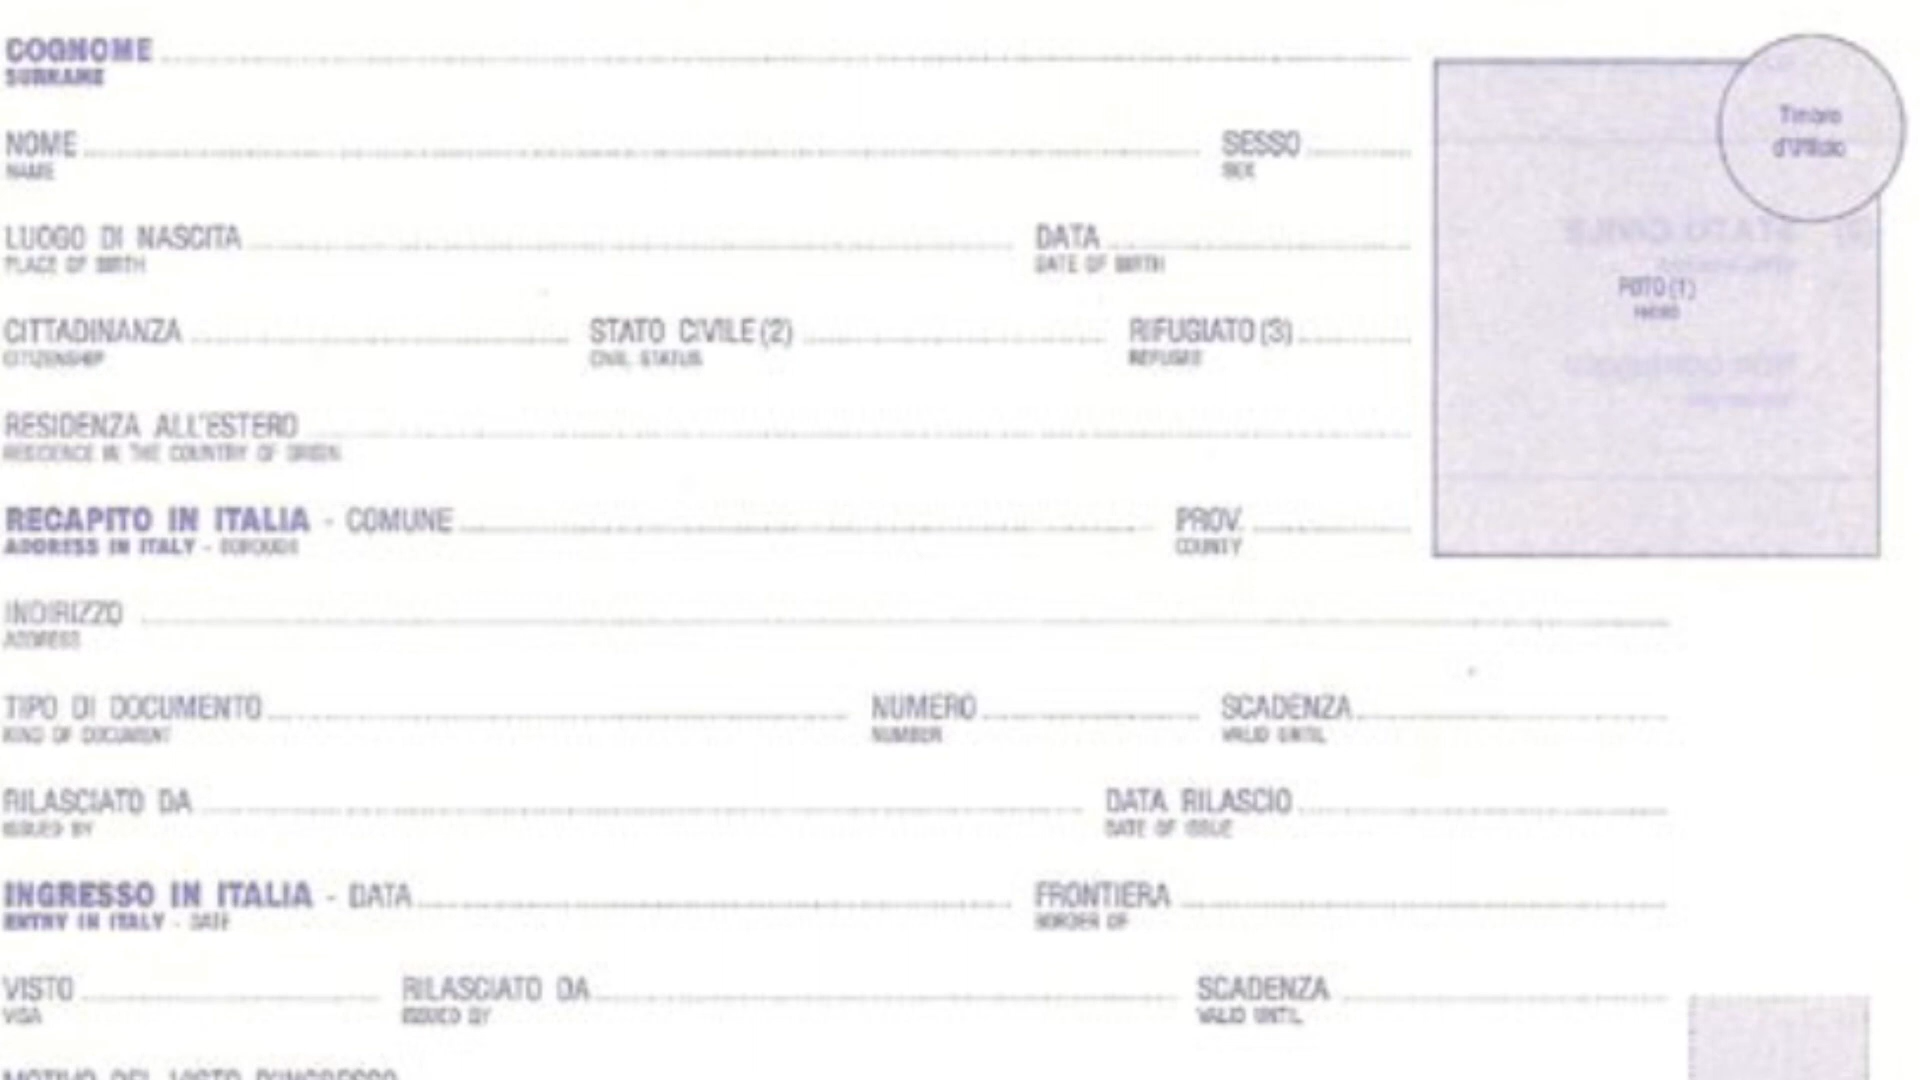 COGNOME
SURNAME
Timbro
d'Ufficio
NOME SESSO
NAME SEX
LUOGO DI NASCITA DATA
PLACE OF BIRTH DATE OF BIRTH
FOTO (1)
PHOTO
CITTADINANZA STATO CIVILE (2) RIFUGIATO (3)
CITIZENSHIP CIVIL STATUS REFUGEE
RESIDENZA ALL'ESTERO
RESIDENCE IN THE COUNTRY OF ORIGIN
RECAPITO IN ITALIA - COMUNE PROV.
ADDRESS IN ITALY - BOROUGH COUNTY
INDIRIZZO
ADDRESS
TIPO DI DOCUMENTO NUMERO SCADENZA
KIND OF DOCUMENT NUMBER VALID UNTIL
RILASCIATO DA DATA RILASCIO
ISSUED BY DATE OF ISSUE
INGRESSO IN ITALIA - DATA FRONTIERA
ENTRY IN ITALY - DATE BORDER OF
VISTO RILASCIATO DA SCADENZA
VISA ISSUED BY VALID UNTIL
MOTIVO DEL VISTO D'INGRESSO